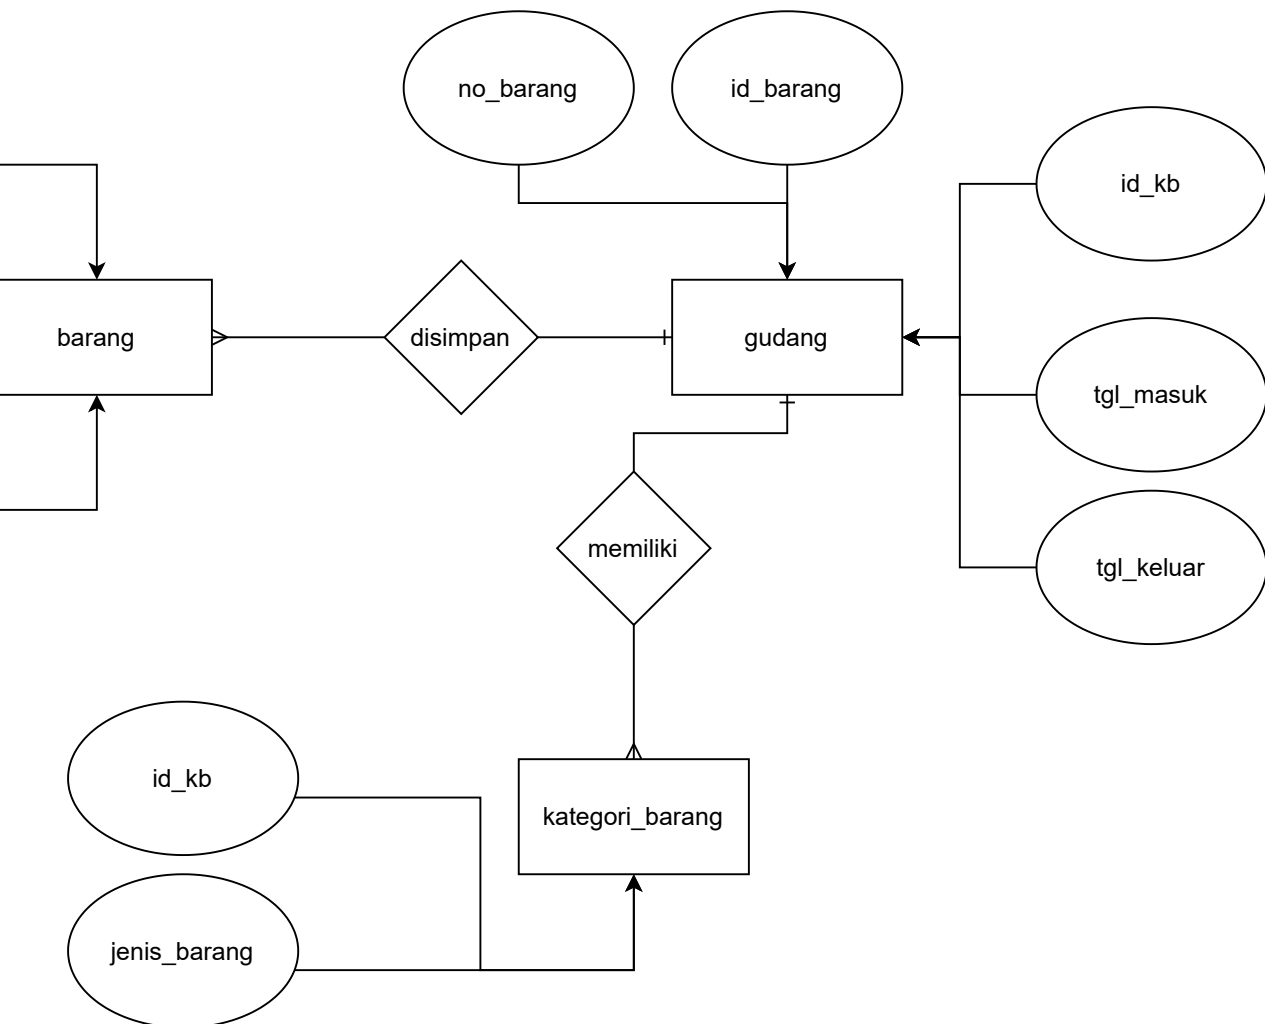 no_barang
id_barang
id_kb
barang
disimpan
gudang
tgl_masuk
memiliki
tgl_keluar
id_kb
kategori_barang
jenis_barang